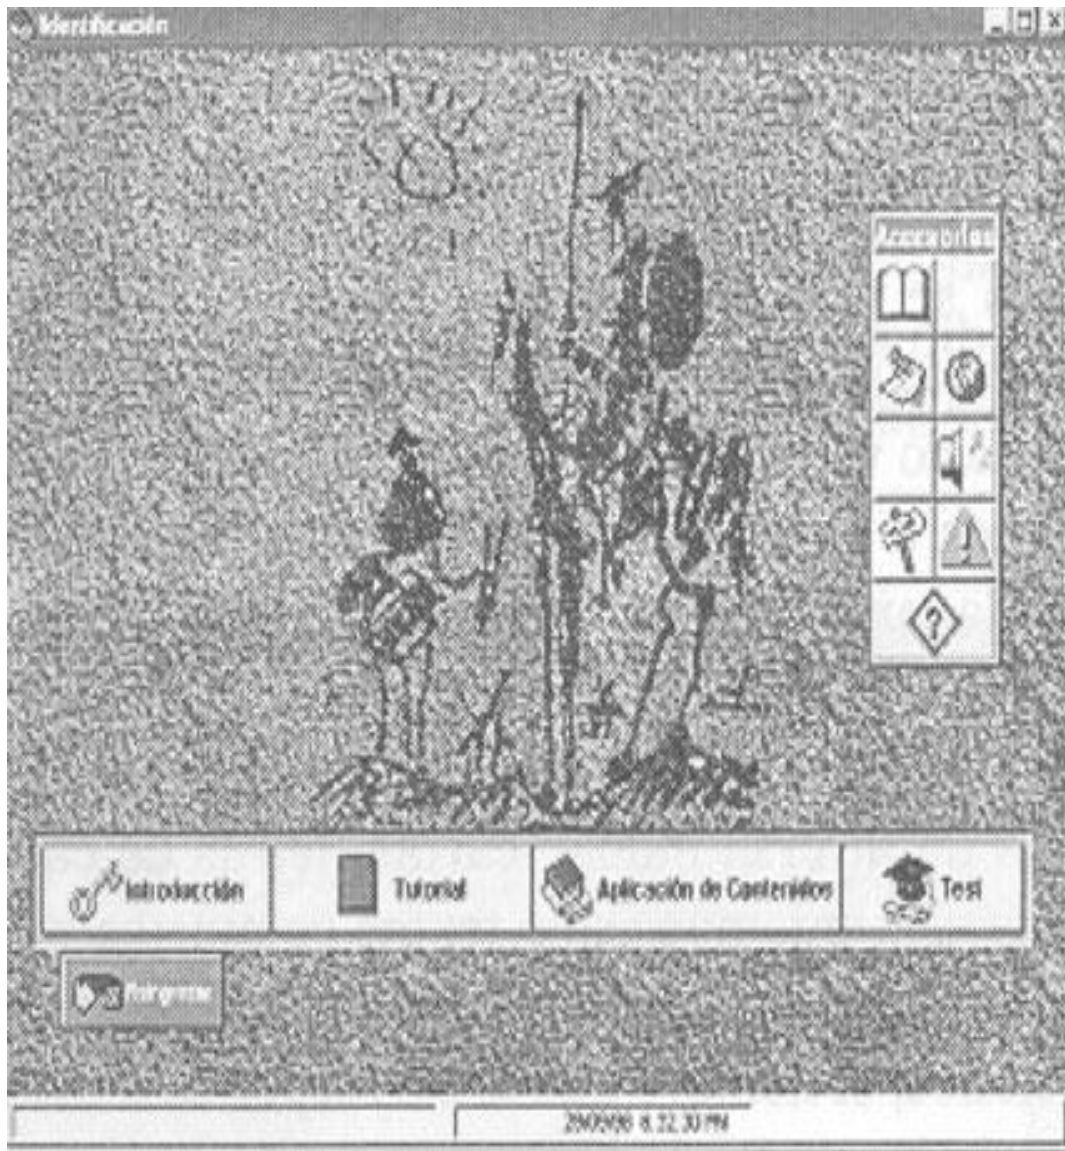 Identificación
Accesorios
Introducción
Tutorial
Aplicación de Contenidos
Test